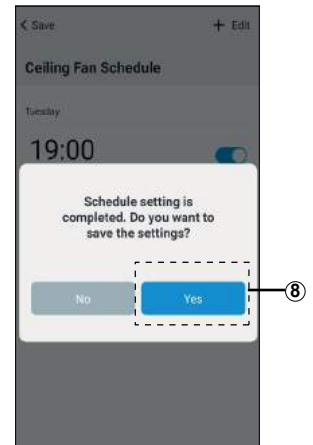 < Save + Edit
Ceiling Fan Schedule
Tuesday
19:00
Schedule setting is
completed. Do you want to
save the settings?
No Yes
⑧